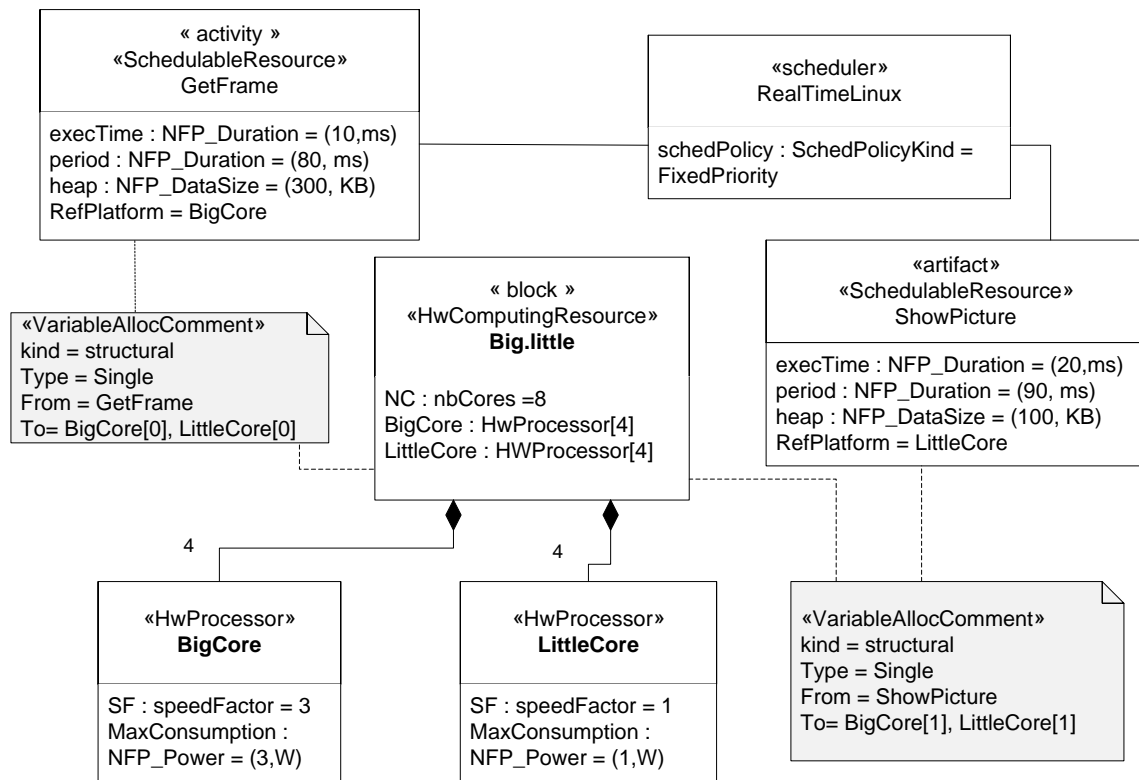 « activity »
«SchedulableResource»
GetFrame
execTime : NFP_Duration = (10,ms)
period : NFP_Duration = (80, ms)
heap : NFP_DataSize = (300, KB)
RefPlatform = BigCore
«scheduler»
RealTimeLinux
schedPolicy : SchedPolicyKind =
FixedPriority
«VariableAllocComment»
kind = structural
Type = Single
From = GetFrame
To= BigCore[0], LittleCore[0]
« block »
«HwComputingResource»
Big.little
NC : nbCores =8
BigCore : HwProcessor[4]
LittleCore : HWProcessor[4]
«artifact»
«SchedulableResource»
ShowPicture
execTime : NFP_Duration = (20,ms)
period : NFP_Duration = (90, ms)
heap : NFP_DataSize = (100, KB)
RefPlatform = LittleCore
4
4
«HwProcessor»
BigCore
SF : speedFactor = 3
MaxConsumption :
NFP_Power = (3,W)
«HwProcessor»
LittleCore
SF : speedFactor = 1
MaxConsumption :
NFP_Power = (1,W)
«VariableAllocComment»
kind = structural
Type = Single
From = ShowPicture
To= BigCore[1], LittleCore[1]